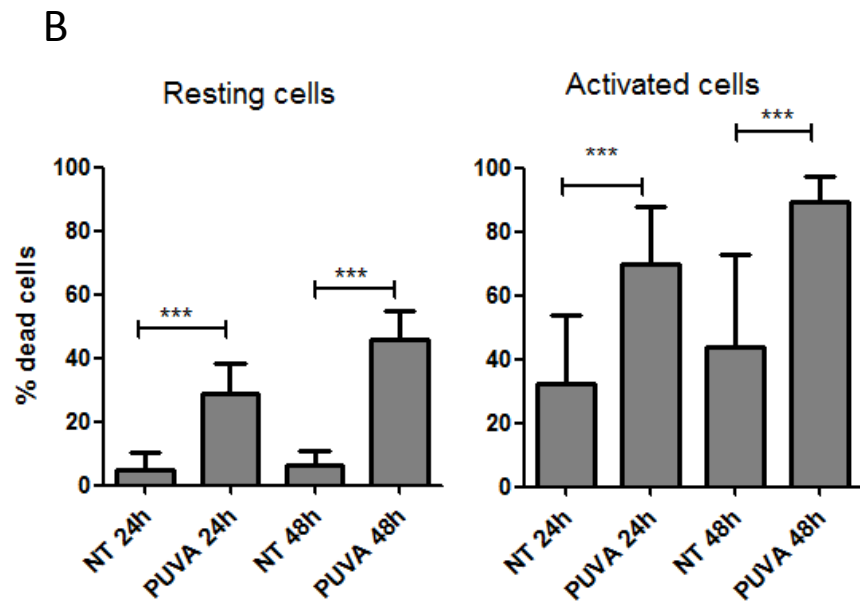 B
Resting cells
% dead cells
100
80
60
40
20
0
***
***
NT 24h
PUVA 24h
NT 48h
PUVA 48h
Activated cells
100
80
60
40
20
0
***
***
NT 24h
PUVA 24h
NT 48h
PUVA 48h